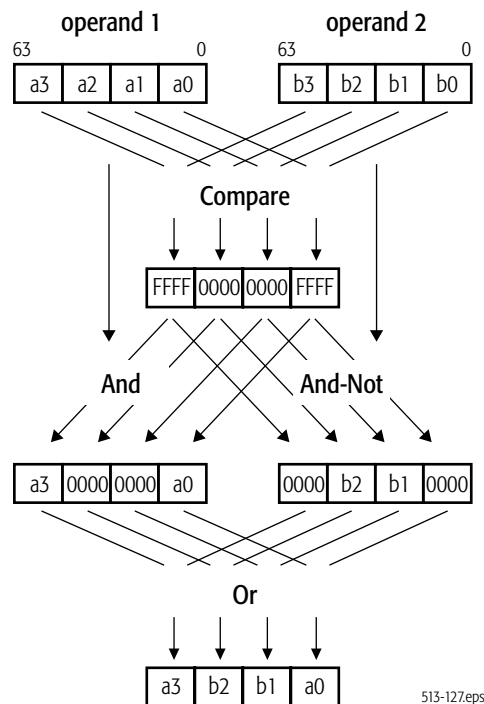 operand 1 operand 2
63 0 63 0
a3 a2 a1 a0 b3 b2 b1 b0
Compare
FFFF 0000 0000 FFFF
And And-Not
a3 0000 0000 a0 0000 b2 b1 0000
Or
a3 b2 b1 a0
513-127.eps